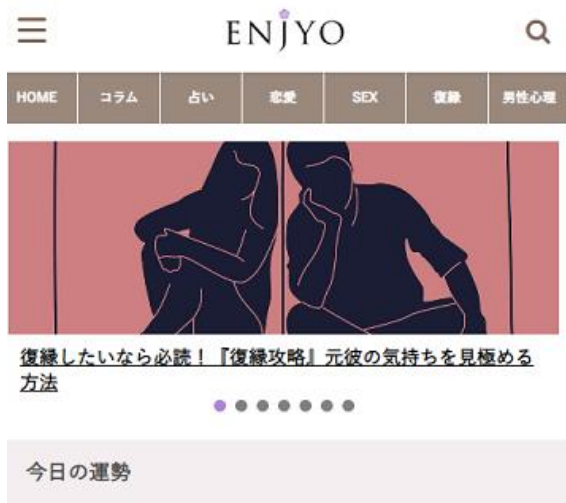 ENJYO
HOME コラム 占い 恋愛 SEX 復縁 男性心理
復縁したいなら必読！『復縁攻略』元彼の気持ちを見極める
方法
今日の運勢